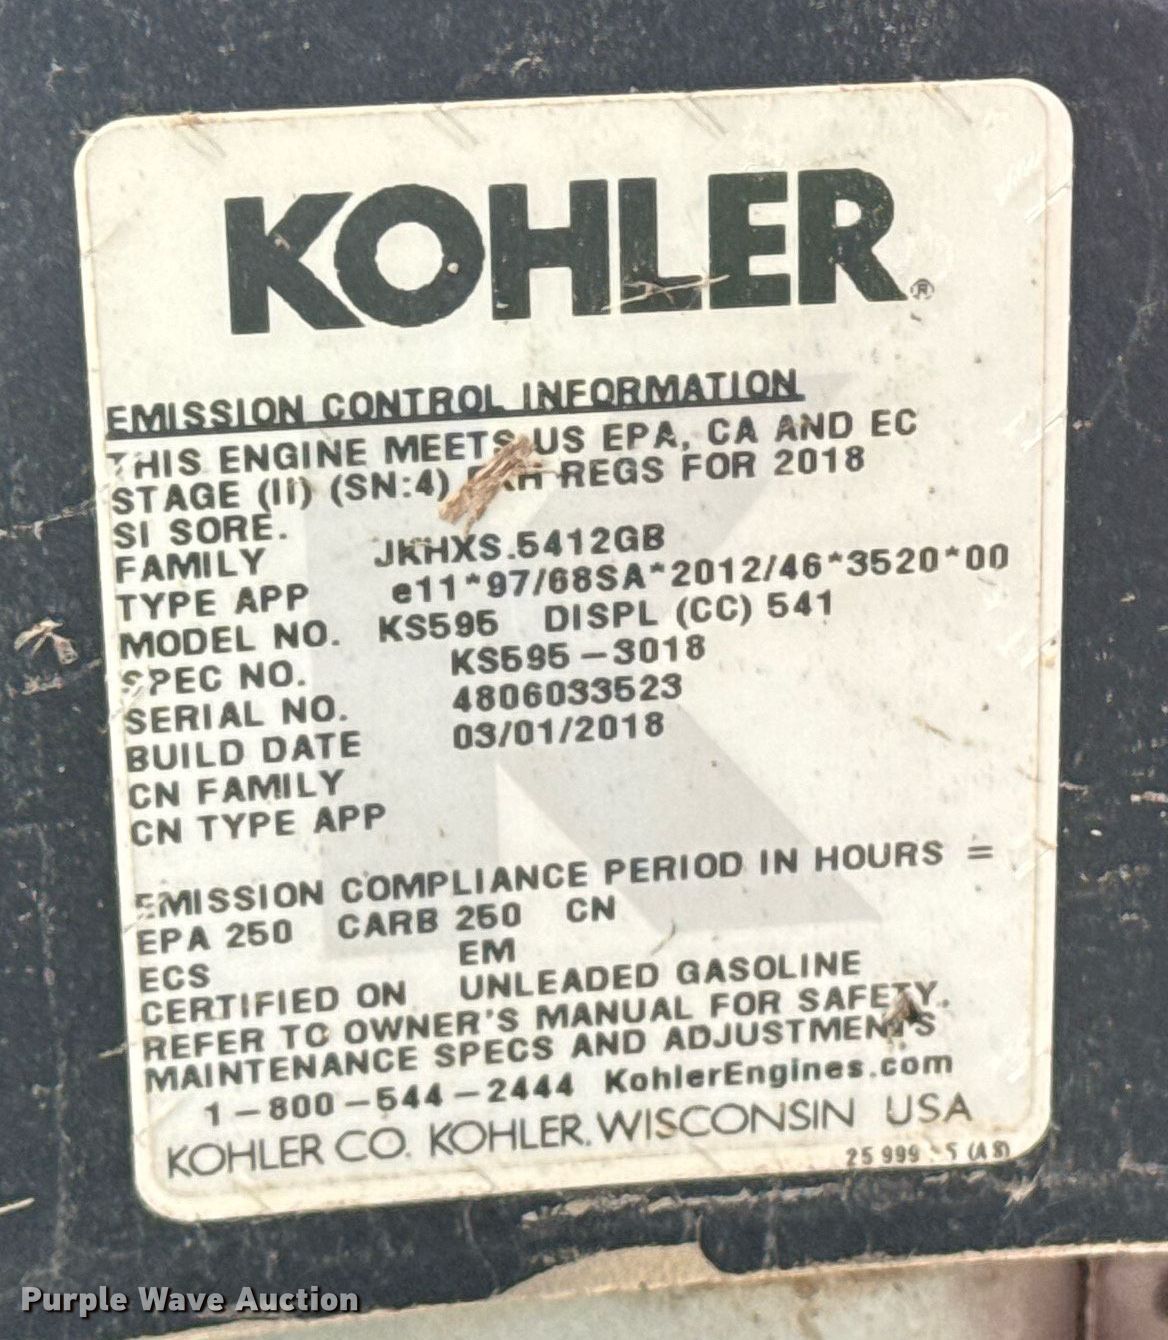 KOHLER®
EMISSION CONTROL INFORMATION
THIS ENGINE MEETS US EPA, CA AND EC
STAGE (II) (SN:4) REGS FOR 2018
SI SORE.
FAMILY JKHXS.5412GB
TYPE APP e11*97/68SA*2012/46*3520*00
MODEL NO. KS595 DISPL (CC) 541
SPEC NO. KS595-3018
SERIAL NO. 4806033523
BUILD DATE 03/01/2018
CN FAMILY
CN TYPE APP
EMISSION COMPLIANCE PERIOD IN HOURS =
EPA 250 CARB 250 CN
ECS EM
CERTIFIED ON UNLEADED GASOLINE
REFER TO OWNER'S MANUAL FOR SAFETY,
MAINTENANCE SPECS AND ADJUSTMENTS
1-800-544-2444 KohlerEngines.com
KOHLER CO. KOHLER, WISCONSIN USA
25 999
Purple Wave Auction